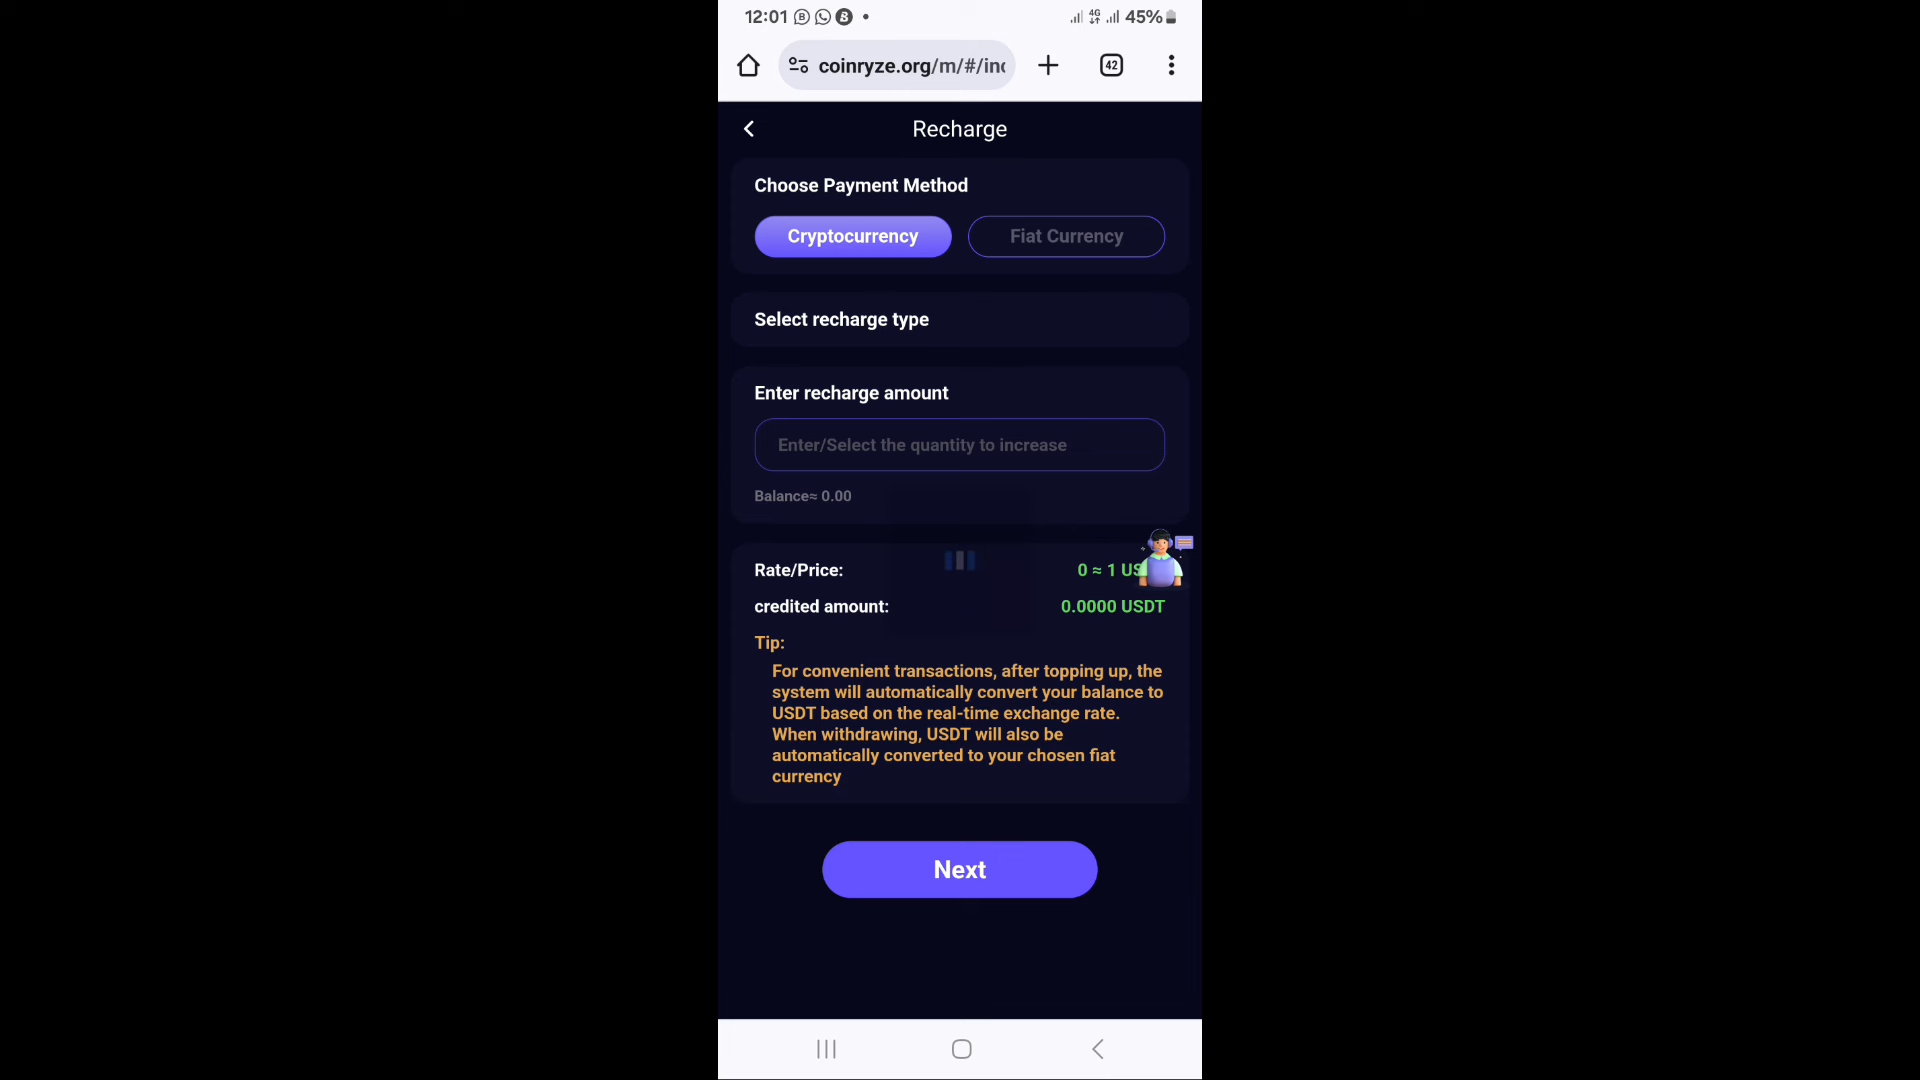 12:01 4G 45%
coinryze.org/m/#/in
42
Recharge
Choose Payment Method
Cryptocurrency Fiat Currency
Select recharge type
Enter recharge amount
Enter/Select the quantity to increase
Balance≈ 0.00
Rate/Price: 0 ≈ 1 US
credited amount: 0.0000 USDT
Tip:
For convenient transactions, after topping up, the
system will automatically convert your balance to
USDT based on the real-time exchange rate.
When withdrawing, USDT will also be
automatically converted to your chosen fiat
currency
Next